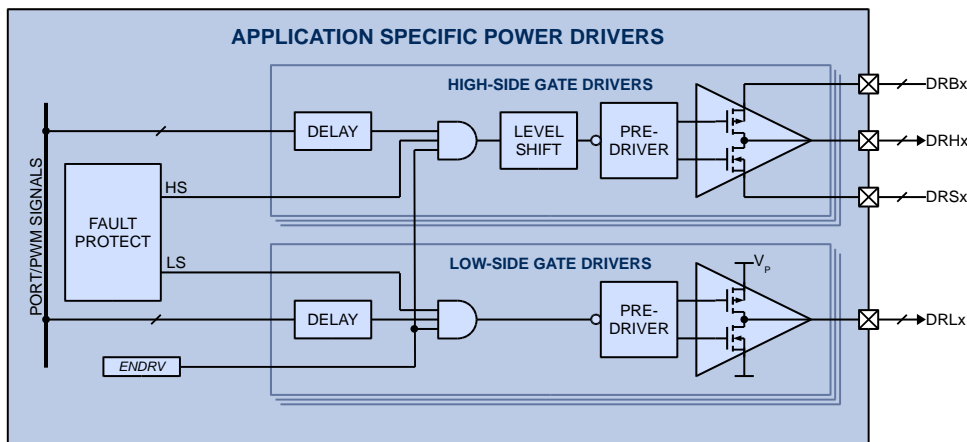 APPLICATION SPECIFIC POWER DRIVERS
HIGH-SIDE GATE DRIVERS
DRBx
DELAY
LEVEL
SHIFT
PRE-
DRIVER
DRHx
HS
DRSx
PORT/PWM SIGNALS
FAULT
PROTECT
LS
LOW-SIDE GATE DRIVERS
VP
DELAY
PRE-
DRIVER
DRLx
ENDRV